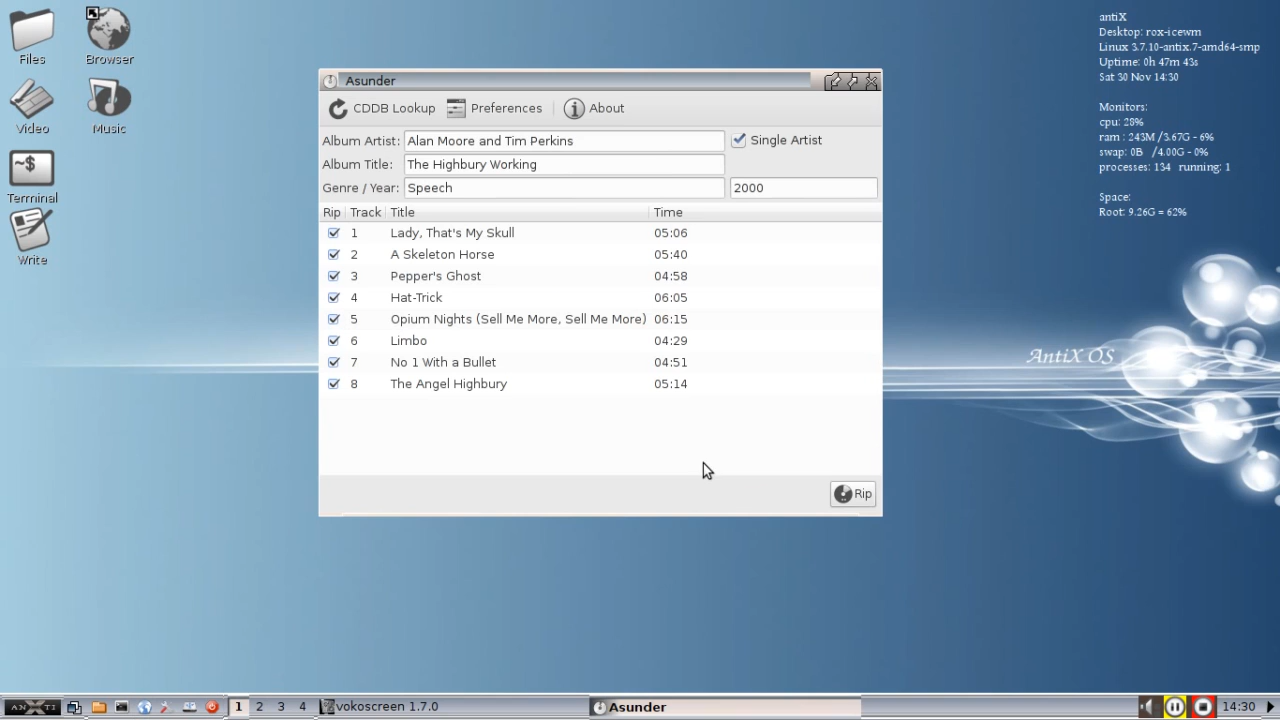 Files
Browser
Video
Music
~$
Terminal
Write
antiX
Desktop: rox-icewm
Linux 3.7.10-antix.7-amd64-smp
Uptime: 0h 47m 43s
Sat 30 Nov 14:30
Monitors:
cpu: 28%
ram : 243M /3.67G - 6%
swap: 0B /4.00G - 0%
processes: 134 running: 1
Space:
Root: 9.26G = 62%
AntiX OS
Asunder
CDDB Lookup Preferences About
Album Artist: Alan Moore and Tim Perkins Single Artist
Album Title: The Highbury Working
Genre / Year: Speech 2000
Rip Track Title Time
1 Lady, That's My Skull 05:06
2 A Skeleton Horse 05:40
3 Pepper's Ghost 04:58
4 Hat-Trick 06:05
5 Opium Nights (Sell Me More, Sell Me More) 06:15
6 Limbo 04:29
7 No 1 With a Bullet 04:51
8 The Angel Highbury 05:14
Rip
ANXTI 1 2 3 4 vokoscreen 1.7.0 Asunder 14:30